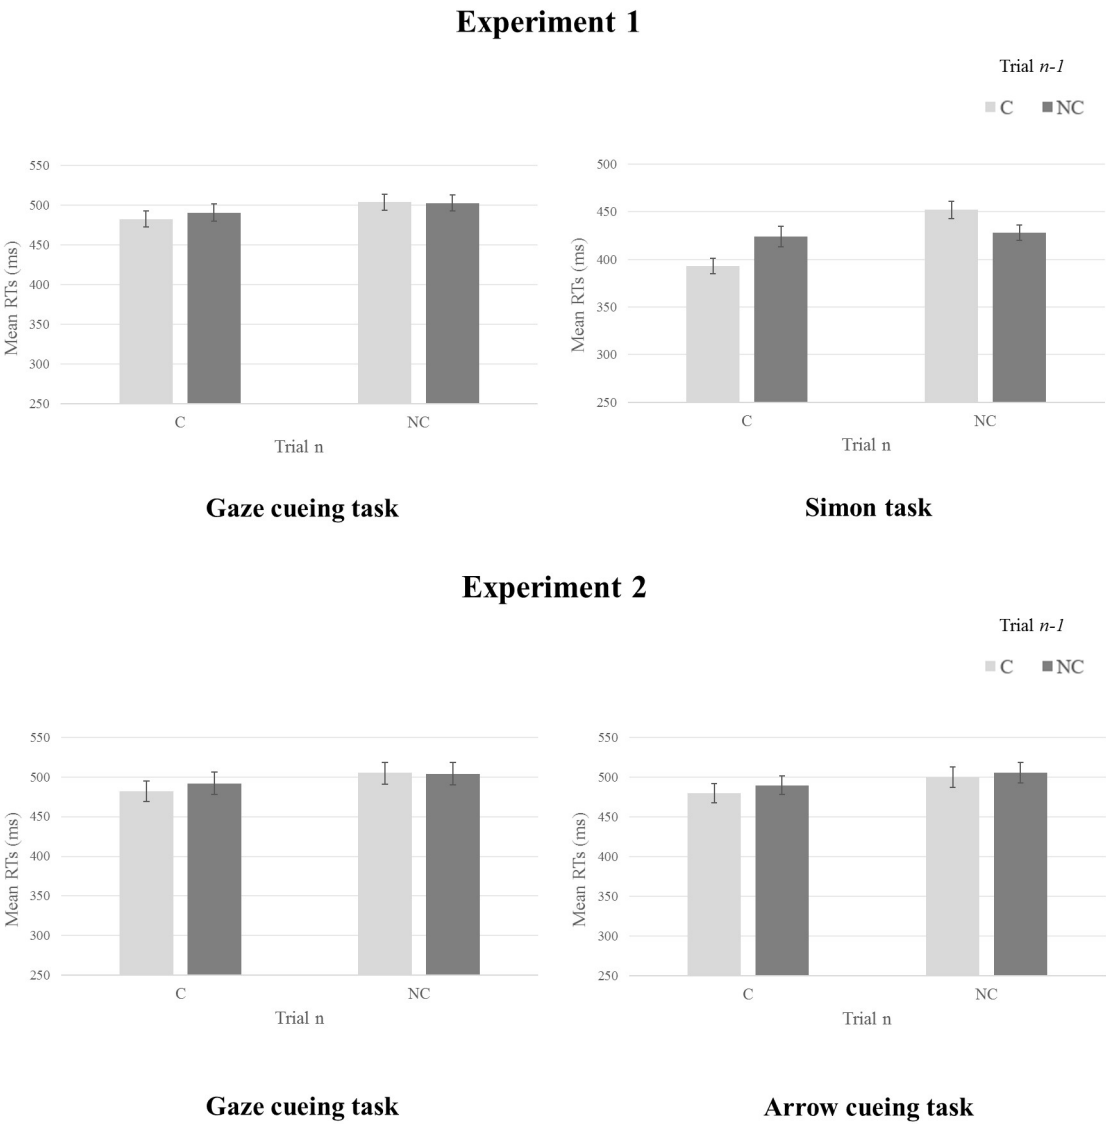 Experiment 1
Trial n-1
C NC
Mean RTs (ms)
550
500
450
400
350
300
250
C NC
Trial n
Gaze cueing task
Mean RTs (ms)
500
450
400
350
300
250
C NC
Trial n
Simon task
Experiment 2
Trial n-1
C NC
Mean RTs (ms)
550
500
450
400
350
300
250
C NC
Trial n
Gaze cueing task
Mean RTs (ms)
550
500
450
400
350
300
250
C NC
Trial n
Arrow cueing task